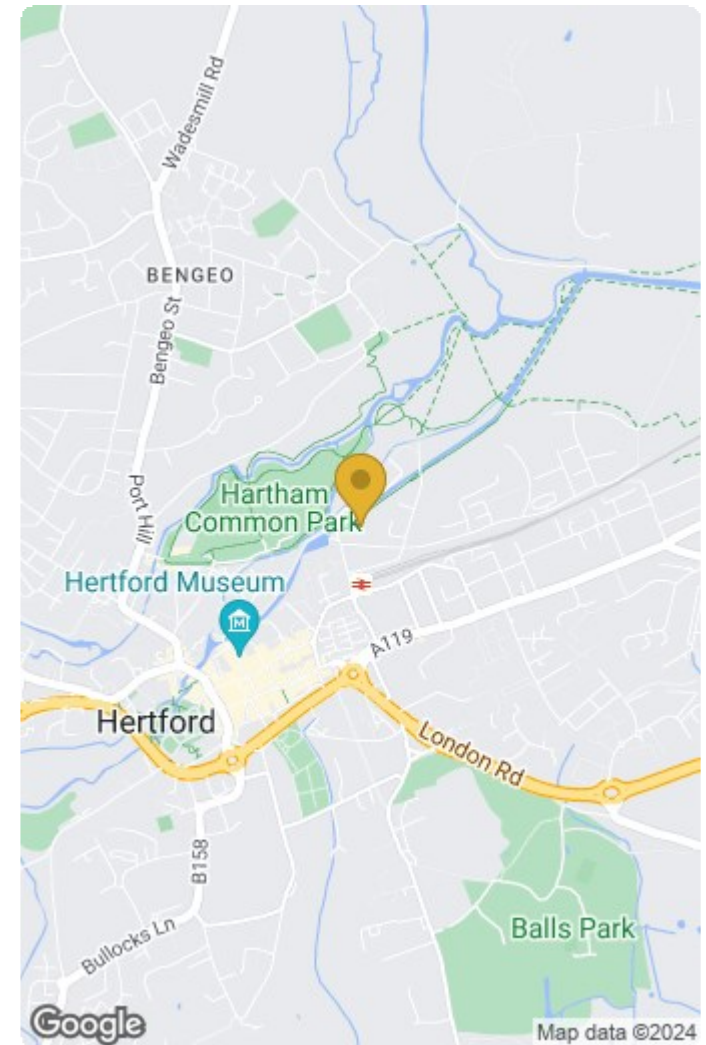 Wadesmill Rd
BENGEO
Bengeo St
Port Hill
Hartham
Common Park
Hertford Museum
M
A119
Hertford
London Rd
B158
Bullocks Ln
Balls Park
Google
Map data ©2024